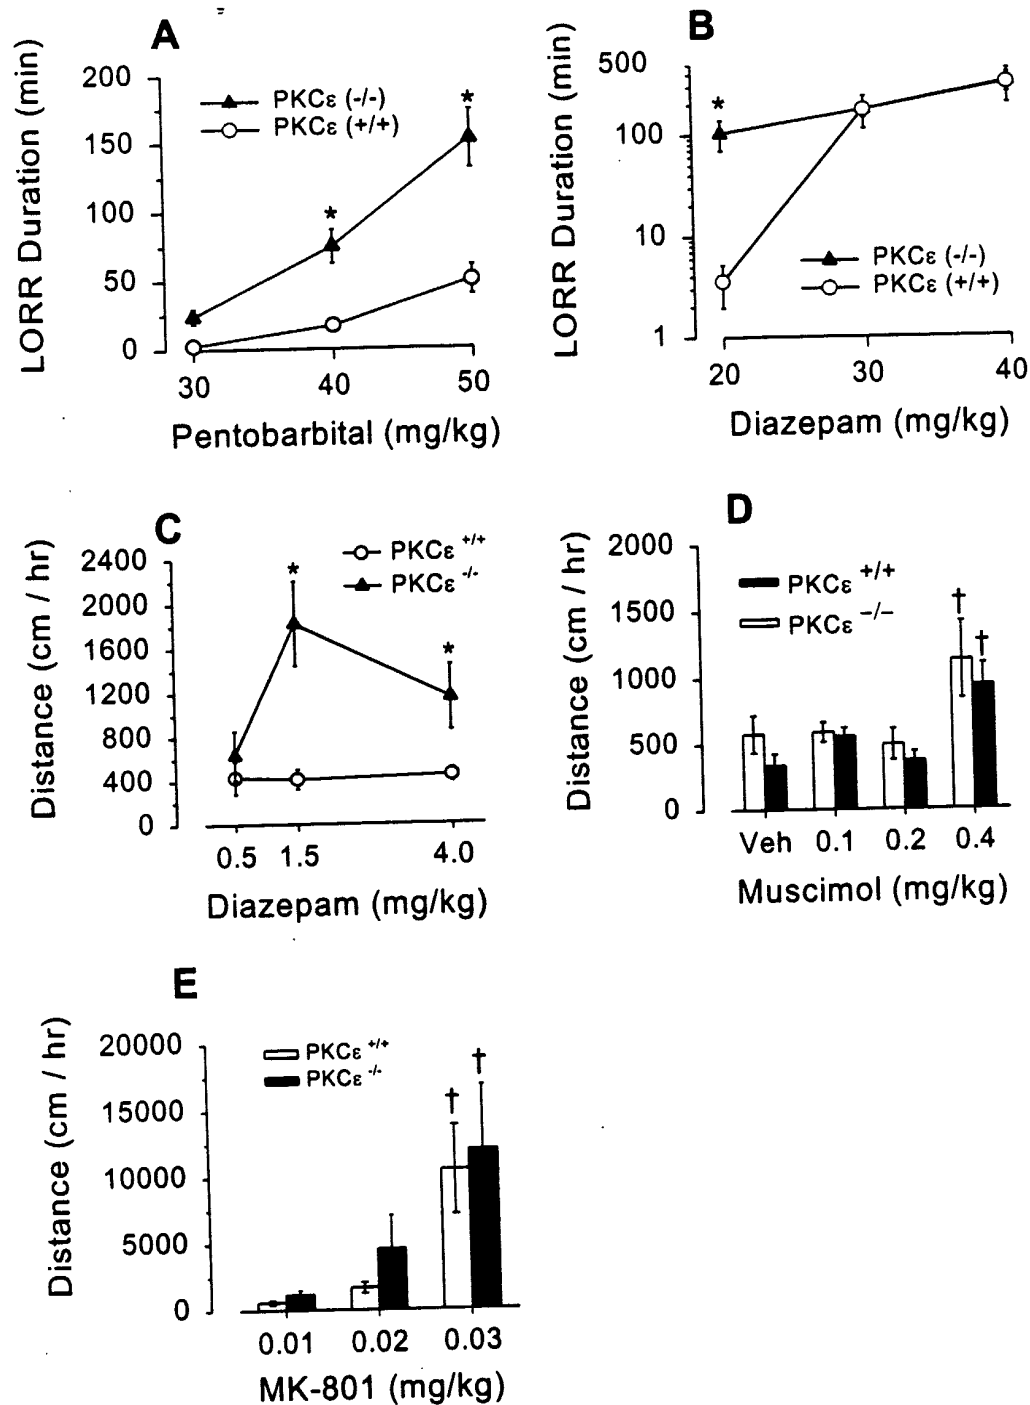 A
LORR Duration (min)
200
150
100
50
0
PKCε (-/-)
PKCε (+/+)
*
*
30 40 50
Pentobarbital (mg/kg)
B
LORR Duration (min)
500
100
10
1
*
PKCε (-/-)
PKCε (+/+)
20 30 40
Diazepam (mg/kg)
C
Distance (cm / hr)
2400
2000
1600
1200
800
400
0
PKCε +/+
PKCε -/-
*
*
0.5 1.5 4.0
Diazepam (mg/kg)
D
Distance (cm / hr)
2000
1500
1000
500
0
PKCε +/+
PKCε −/−
†
†
Veh 0.1 0.2 0.4
Muscimol (mg/kg)
E
Distance (cm / hr)
20000
15000
10000
5000
0
PKCε +/+
PKCε -/-
†
†
0.01 0.02 0.03
MK-801 (mg/kg)